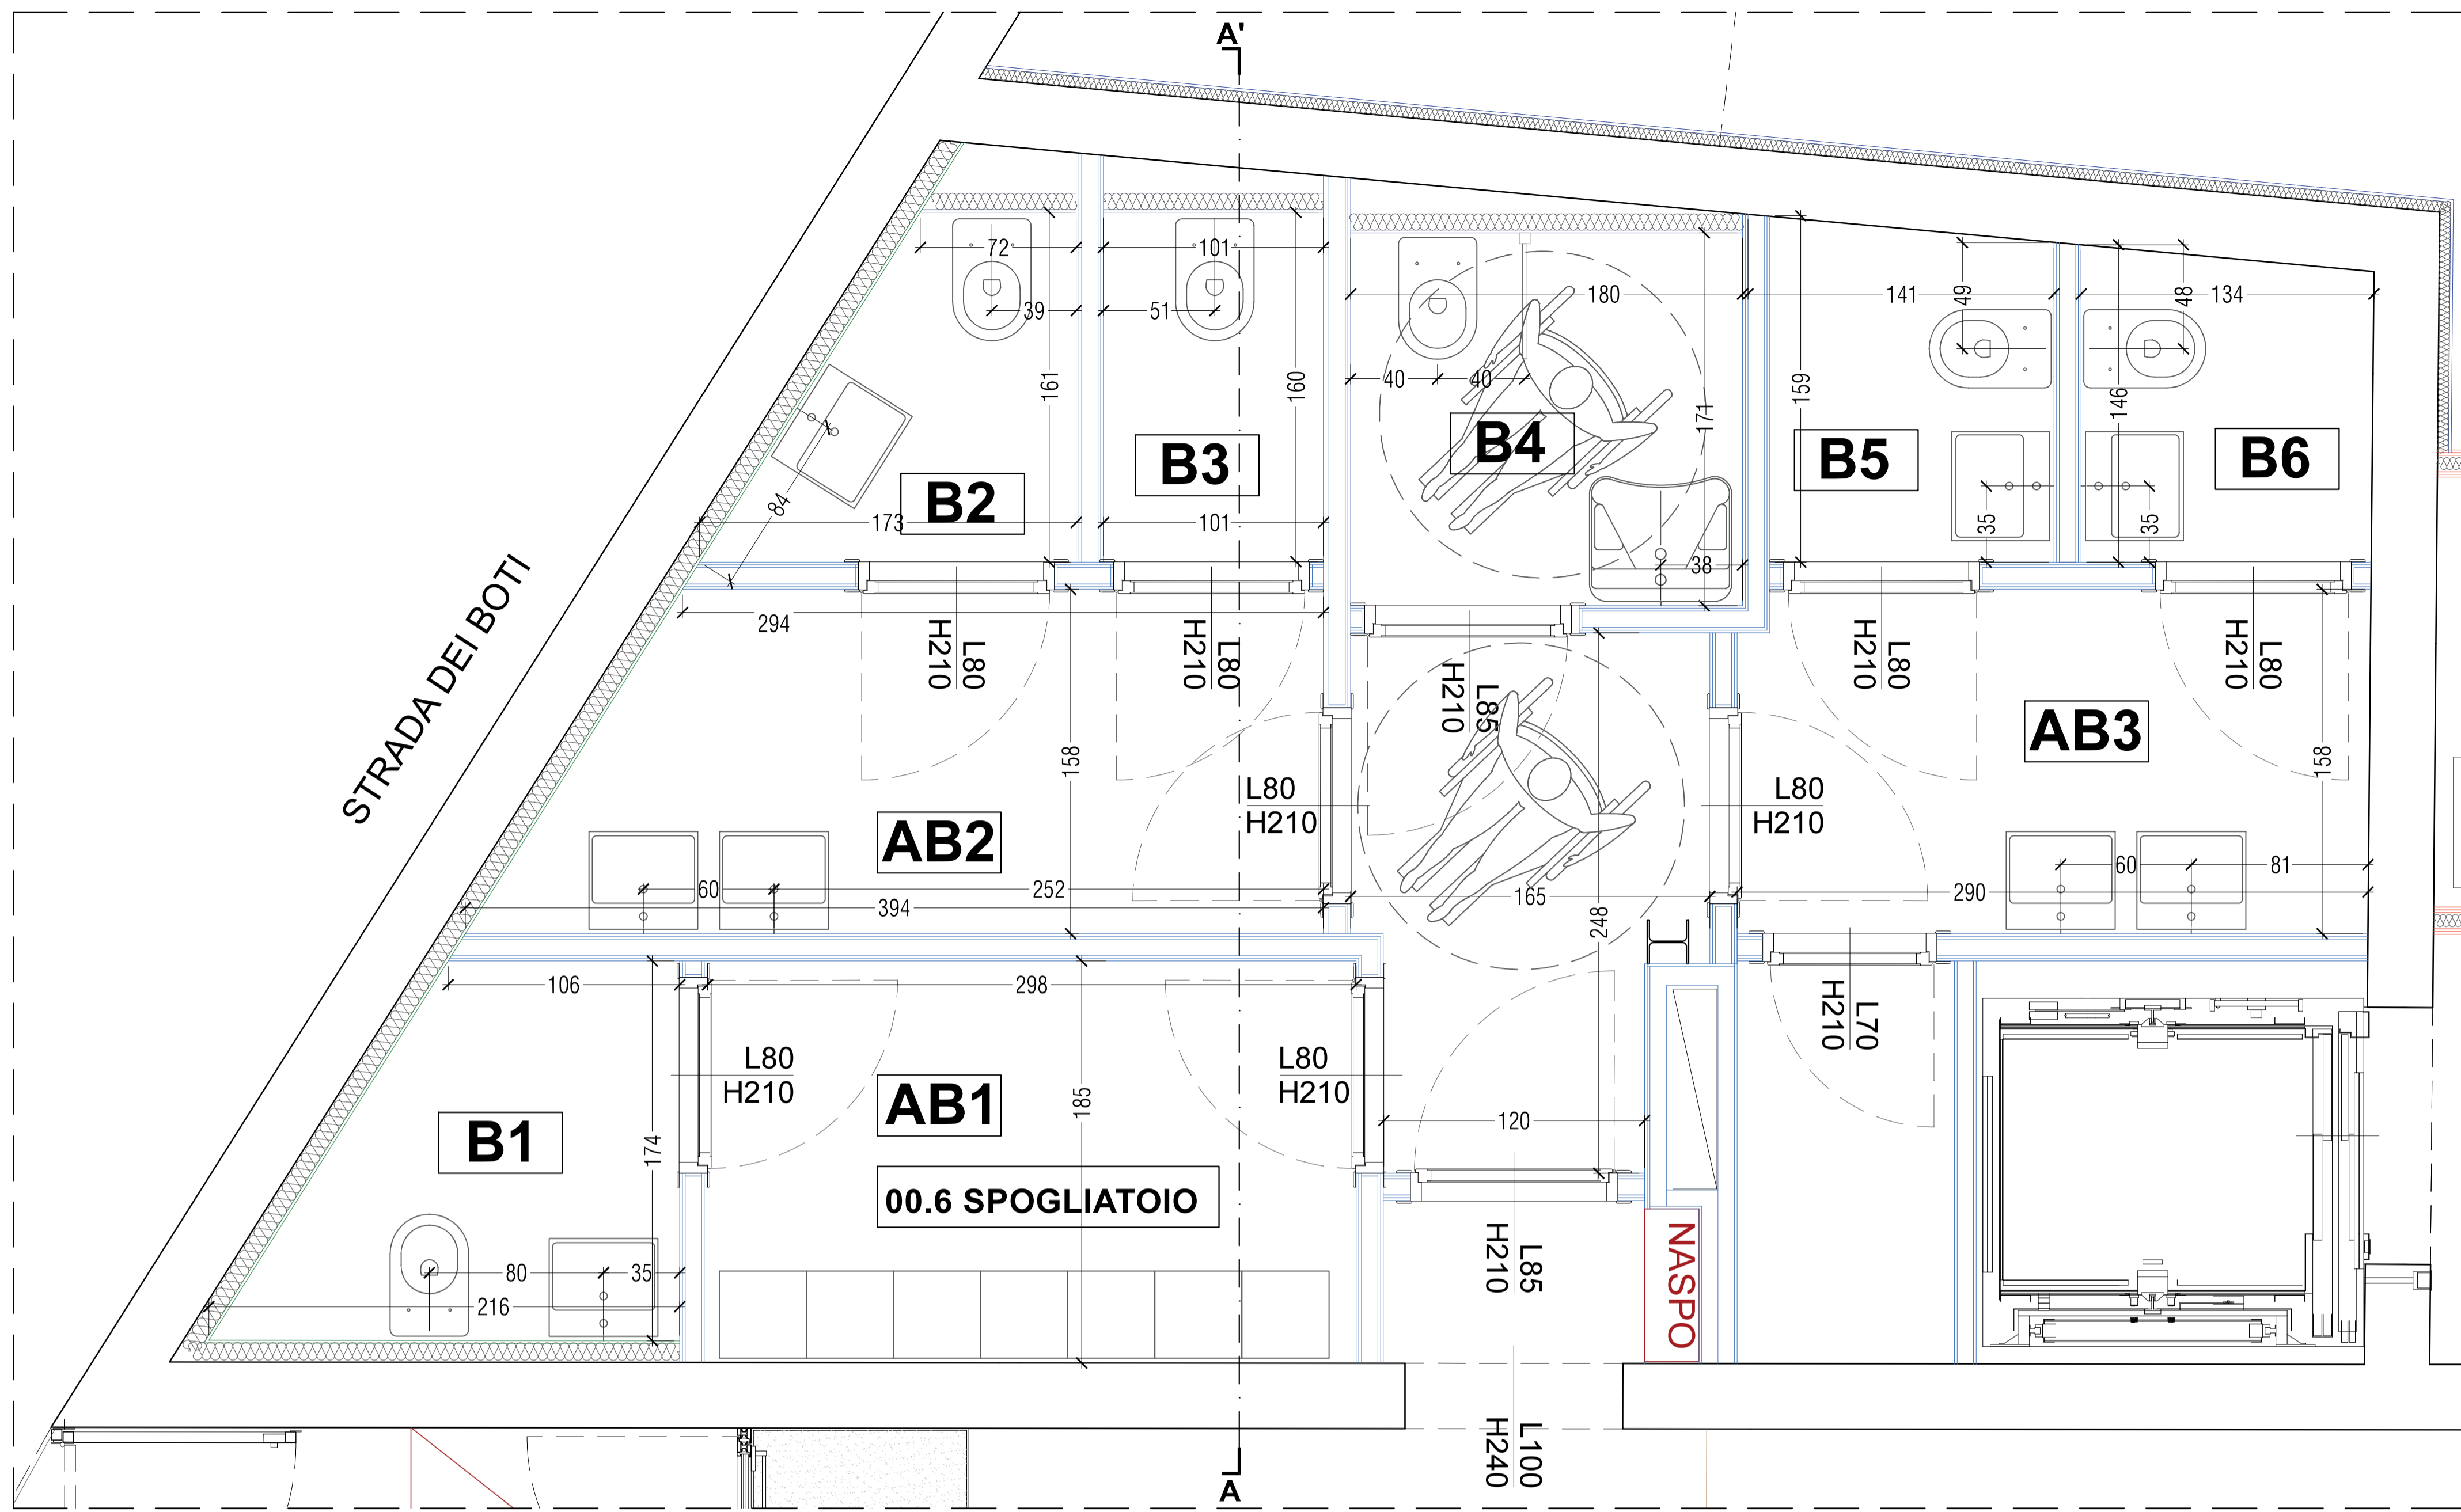 A'
72
101
39
51
180
141
134
49
48
161
160
40
40
171
159
146
B2
B3
B4
B5
B6
84
173
101
35
35
38
STRADA DEI BOTI
294
L80
H210
L80
H210
L85
H210
L80
H210
L80
H210
158
AB2
L80
H210
L80
H210
AB3
158
60
252
394
165
248
290
60
81
106
298
L80
H210
L80
H210
L70
H210
B1
174
AB1
185
120
00.6 SPOGLIATOIO
80
35
216
L85
H210
NASPO
L100
H240
A